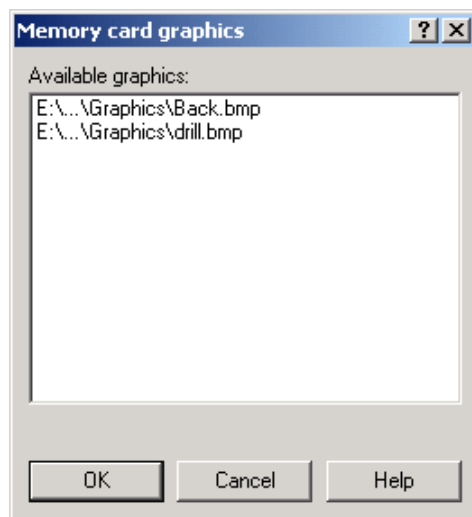 Memory card graphics
Available graphics:
E:\...\Graphics\Back.bmp
E:\...\Graphics\drill.bmp
OK Cancel Help